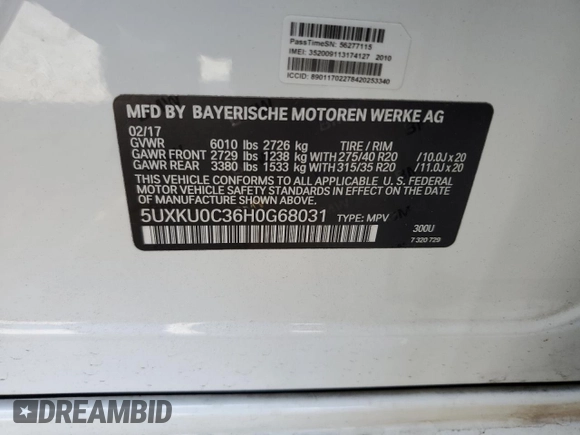 PassTimeSN: 56277115
IMEI: 352009113174127 2010
ICCID: 8901170227842025340
MFD BY BAYERISCHE MOTOREN WERKE AG
02/17
GVWR 6010 lbs 2726 kg TIRE / RIM
GAWR FRONT 2729 lbs 1238 kg WITH 275/40 R20 /10.0J x 20
GAWR REAR 3380 lbs 1533 kg WITH 315/35 R20 /11.0J x 20
THIS VEHICLE CONFORMS TO ALL APPLICABLE U. S. FEDERAL
MOTOR VEHICLE SAFETY STANDARDS IN EFFECT ON THE DATE
OF MANUFACTURE SHOWN ABOVE.
5UXKU0C36H0G68031 TYPE: MPV
300U
7 320 729
DREAMBID